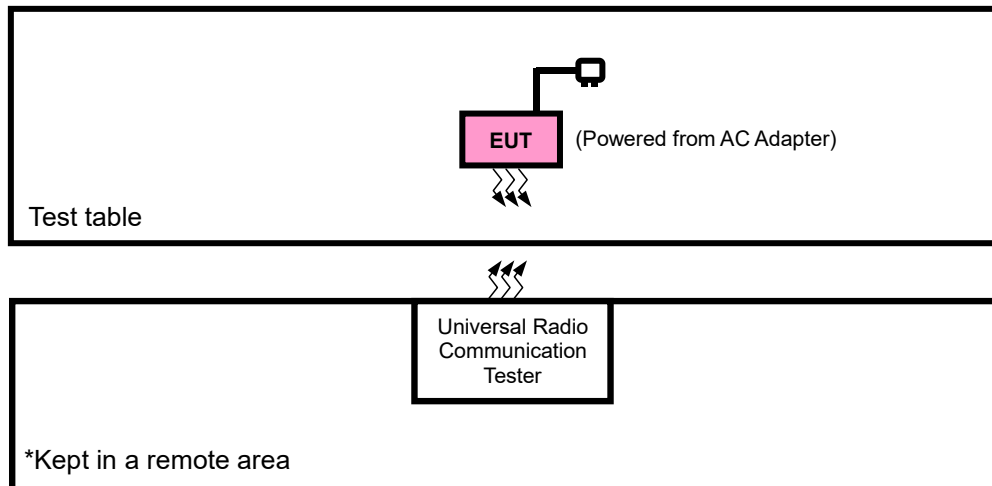 EUT
(Powered from AC Adapter)
Test table
Universal Radio
Communication
Tester
*Kept in a remote area